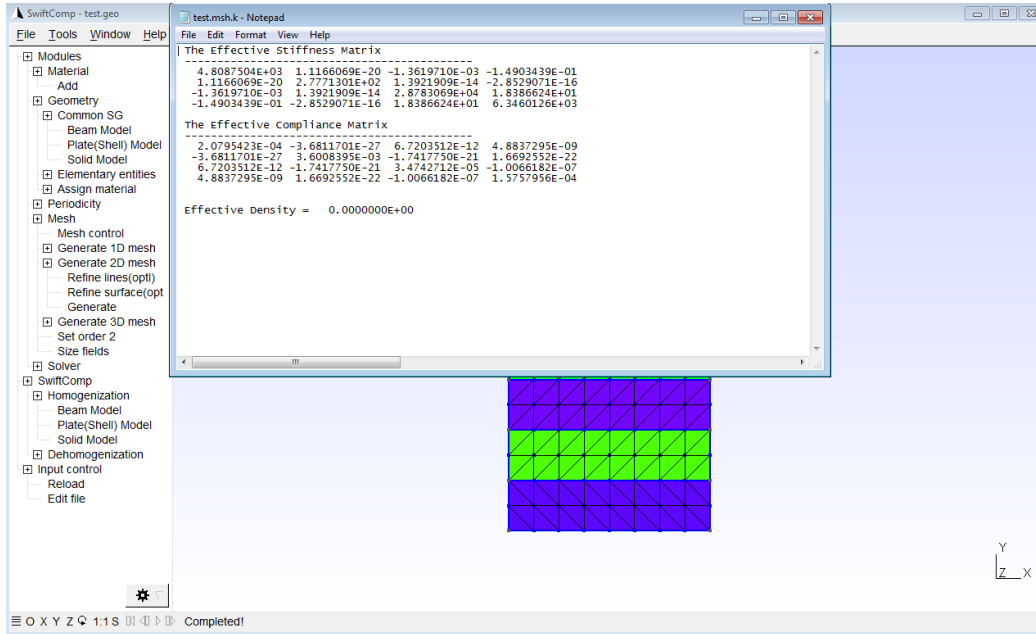 SwiftComp - test.geo
File Tools Window Help
Modules
Material
Add
Geometry
Common SG
Beam Model
Plate(Shell) Model
Solid Model
Elementary entities
Assign material
Periodicity
Mesh
Mesh control
Generate 1D mesh
Generate 2D mesh
Refine lines(optl)
Refine surface(opt
Generate
Generate 3D mesh
Set order 2
Size fields
Solver
SwiftComp
Homogenization
Beam Model
Plate(Shell) Model
Solid Model
Dehomogenization
Input control
Reload
Edit file
test.msh.k - Notepad
File Edit Format View Help
The Effective Stiffness Matrix
--------------------------------------------
4.8087504E+03 1.1166069E-20 -1.3619710E-03 -1.4903439E-01
1.1166069E-20 2.7771301E+02 1.3921909E-14 -2.8529071E-16
-1.3619710E-03 1.3921909E-14 2.8783069E+04 1.8386624E+01
-1.4903439E-01 -2.8529071E-16 1.8386624E+01 6.3460126E+03
The Effective Compliance Matrix
--------------------------------------------
2.0795423E-04 -3.6811701E-27 6.7203512E-12 4.8837295E-09
-3.6811701E-27 3.6008395E-03 -1.7417750E-21 1.6692552E-22
6.7203512E-12 -1.7417750E-21 3.4742712E-05 -1.0066182E-07
4.8837295E-09 1.6692552E-22 -1.0066182E-07 1.5757956E-04
Effective Density = 0.0000000E+00
Y
Z X
O X Y Z 1:1 S Completed!